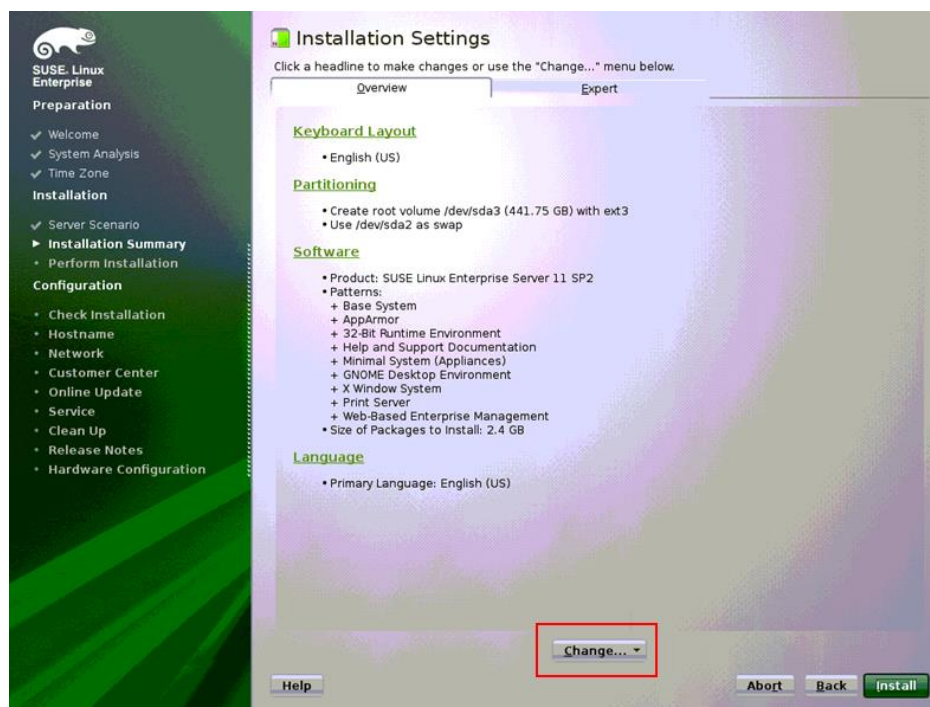 SUSE. Linux
Enterprise
Preparation
Welcome
System Analysis
Time Zone
Installation
Server Scenario
Installation Summary
Perform Installation
Configuration
Check Installation
Hostname
Network
Customer Center
Online Update
Service
Clean Up
Release Notes
Hardware Configuration
Installation Settings
Click a headline to make changes or use the "Change..." menu below.
Overview
Expert
Keyboard Layout
• English (US)
Partitioning
• Create root volume /dev/sda3 (441.75 GB) with ext3
• Use /dev/sda2 as swap
Software
• Product: SUSE Linux Enterprise Server 11 SP2
• Patterns:
+ Base System
+ AppArmor
+ 32-Bit Runtime Environment
+ Help and Support Documentation
+ Minimal System (Appliances)
+ GNOME Desktop Environment
+ X Window System
+ Print Server
+ Web-Based Enterprise Management
• Size of Packages to Install: 2.4 GB
Language
• Primary Language: English (US)
Change...
Help
Abort
Back
Install